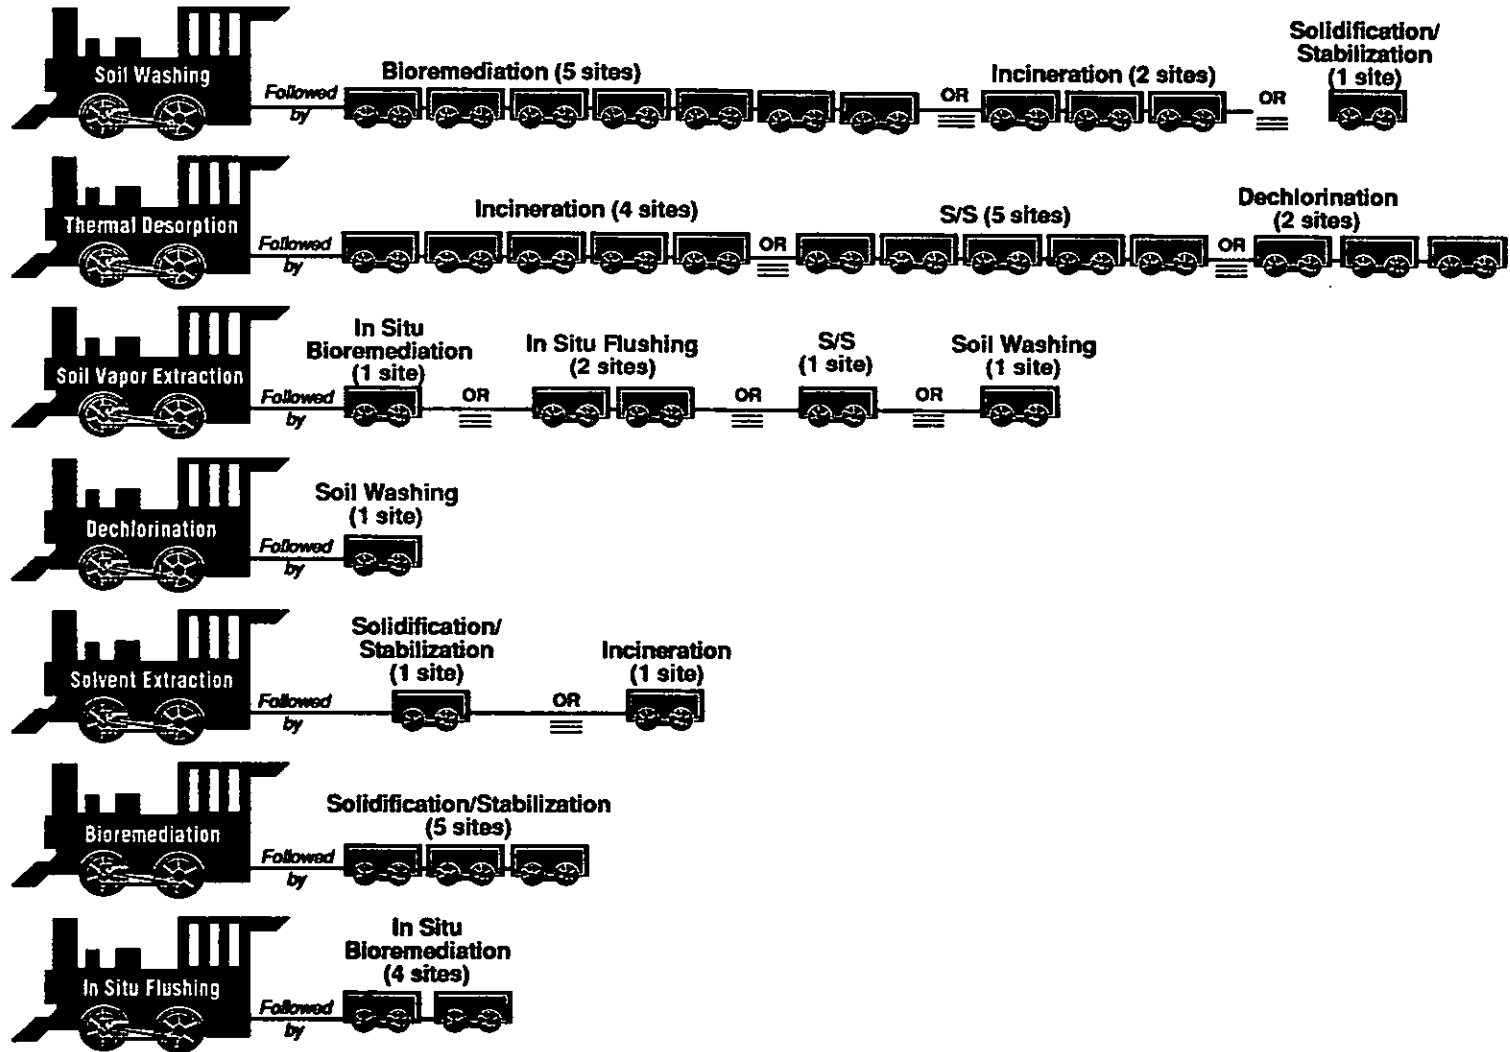 Soil Washing
Followed
by
Bioremediation (5 sites)
OR
Incineration (2 sites)
OR
Solidification/
Stabilization
(1 site)
Thermal Desorption
Followed
by
Incineration (4 sites)
OR
S/S (5 sites)
OR
Dechlorination
(2 sites)
Soil Vapor Extraction
Followed
by
In Situ
Bioremediation
(1 site)
OR
In Situ Flushing
(2 sites)
OR
S/S
(1 site)
OR
Soil Washing
(1 site)
Dechlorination
Followed
by
Soil Washing
(1 site)
Solvent Extraction
Followed
by
Solidification/
Stabilization
(1 site)
OR
Incineration
(1 site)
Bioremediation
Followed
by
Solidification/Stabilization
(5 sites)
In Situ Flushing
Followed
by
In Situ
Bioremediation
(4 sites)